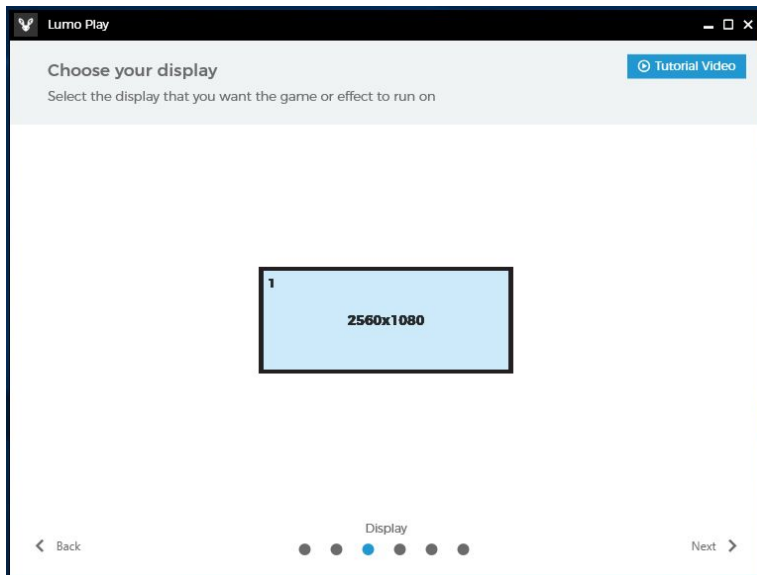 Lumo Play
Choose your display
Tutorial Video
Select the display that you want the game or effect to run on
1
2560x1080
Display
Back
Next